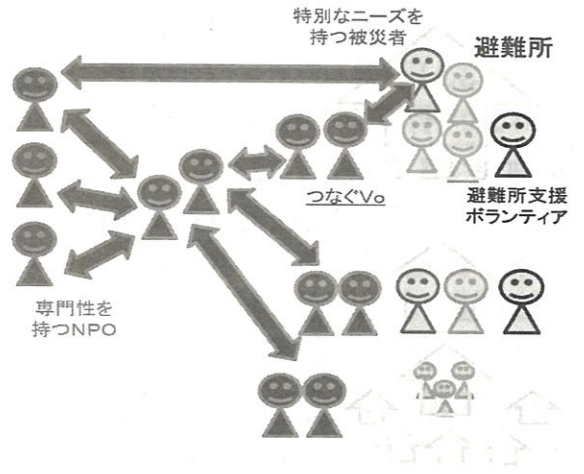 特別なニーズを
持つ被災者
避難所
つなぐVo
避難所支援
ボランティア
専門性を
持つNPO